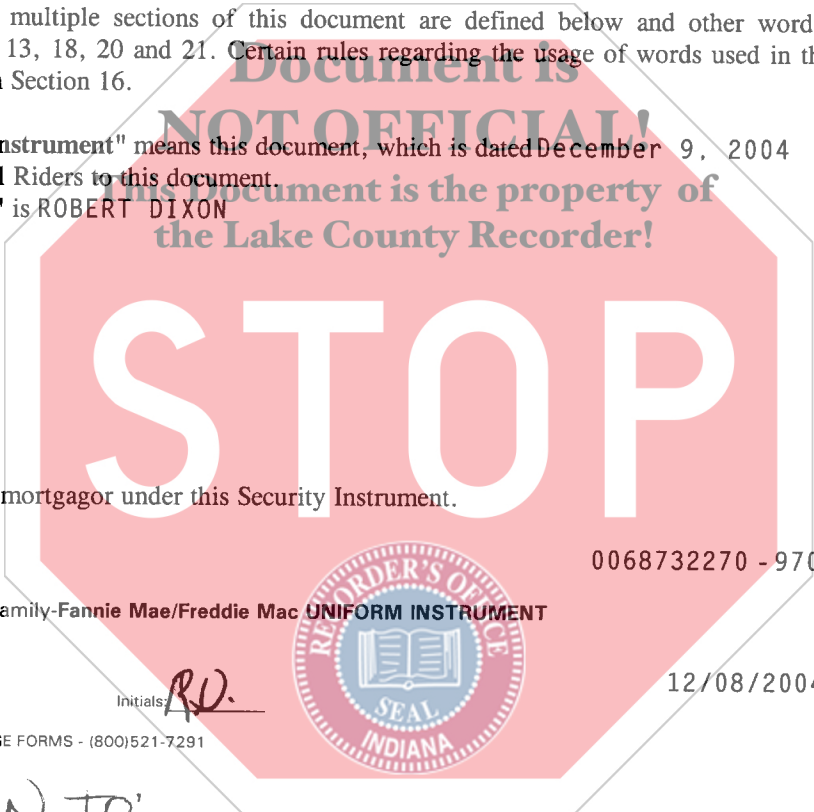 multiple sections of this document are defined below and other word
13, 18, 20 and 21. Certain rules regarding the usage of words used in th
Section 16.
Document is
NOT OFFICIAL!
nstrument" means this document, which is dated December 9, 2004
Riders to this document.
This Document is the property of
" is ROBERT DIXON
the Lake County Recorder!
STOP
mortgagor under this Security Instrument.
0068732270 - 970
amily-Fannie Mae/Freddie Mac UNIFORM INSTRUMENT
RECORDER'S OFFICE
SEAL
INDIANA
12/08/2004
Initials: R.D.
GE FORMS - (800)521-7291